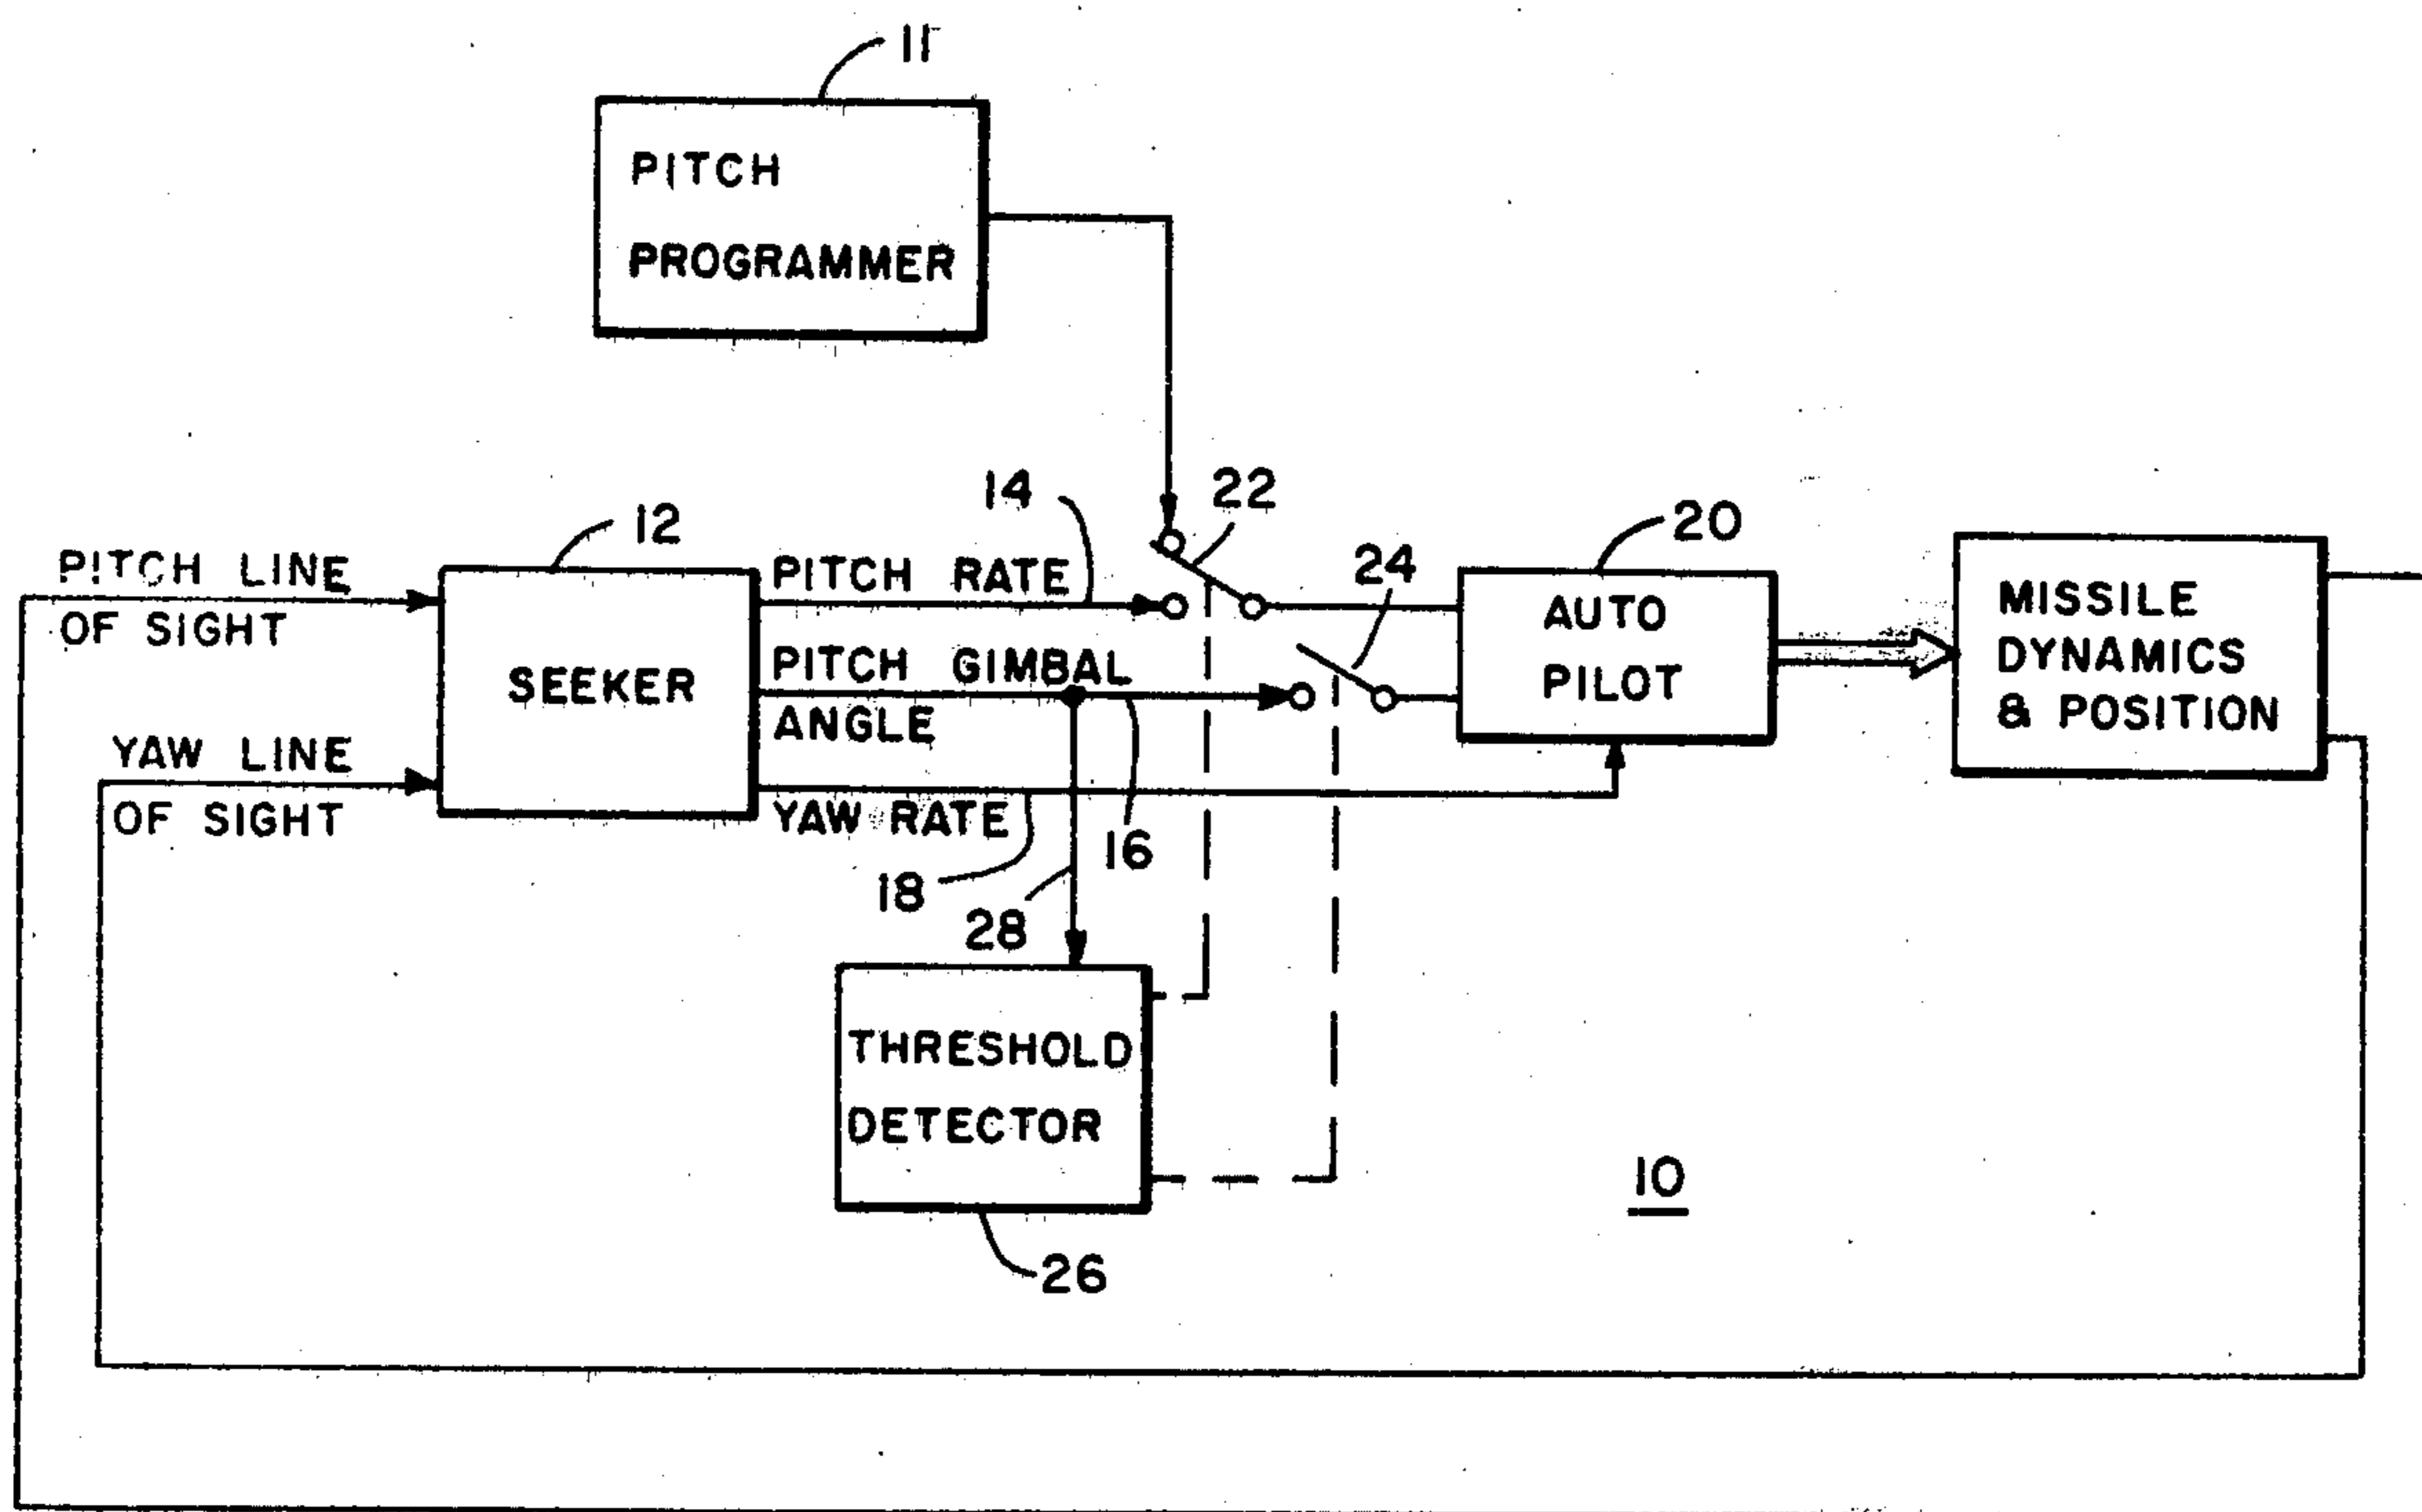 11
PITCH
PROGRAMMER
14
22
12
20
24
PITCH LINE
OF SIGHT
PITCH RATE
AUTO
PILOT
MISSILE
DYNAMICS
& POSITION
SEEKER
PITCH GIMBAL
ANGLE
YAW LINE
OF SIGHT
YAW RATE
16
18
28
THRESHOLD
DETECTOR
10
26